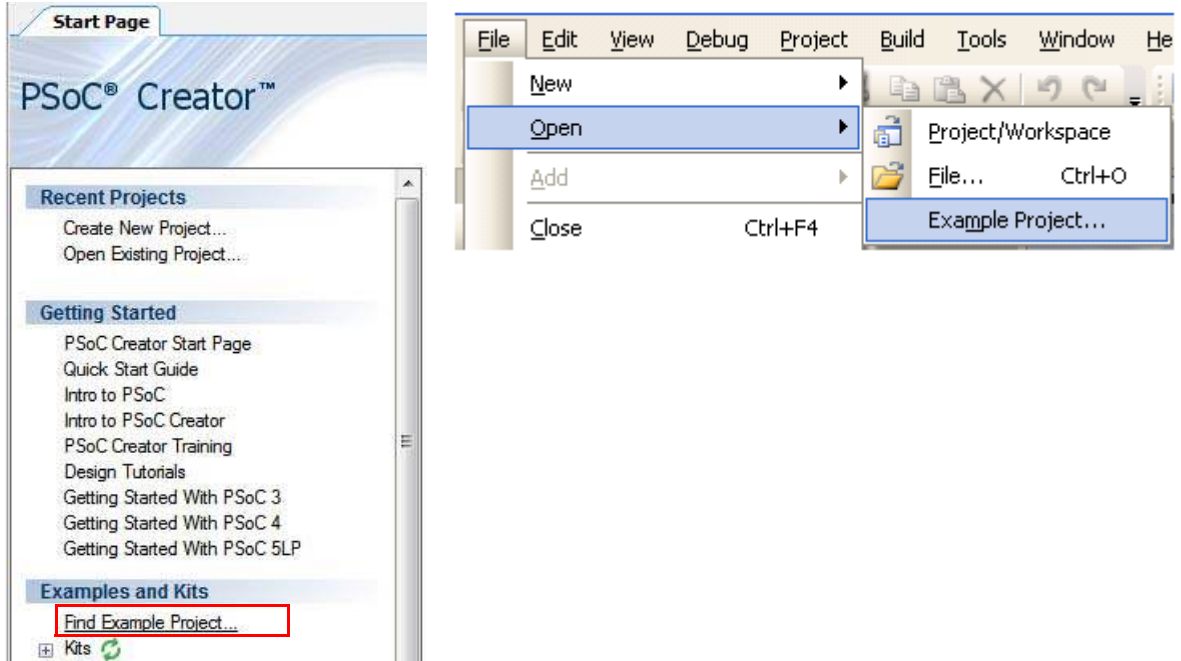 Start Page
PSoC® Creator™
Recent Projects
Create New Project...
Open Existing Project...
Getting Started
PSoC Creator Start Page
Quick Start Guide
Intro to PSoC
Intro to PSoC Creator
PSoC Creator Training
Design Tutorials
Getting Started With PSoC 3
Getting Started With PSoC 4
Getting Started With PSoC 5LP
Examples and Kits
Find Example Project...
Kits
File Edit View Debug Project Build Tools Window He
New
Open
Add
Close Ctrl+F4
Project/Workspace
File... Ctrl+O
Example Project...